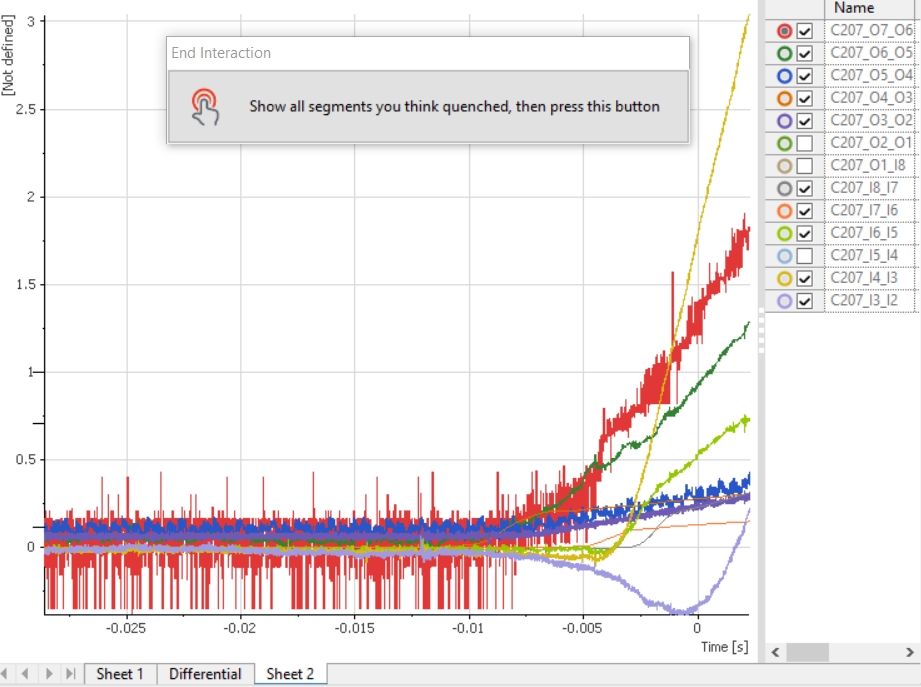 [Not defined]
3
2.5
2
1.5
1
0.5
0
-0.025
-0.02
-0.015
-0.01
-0.005
0
Time [s]
End Interaction
Show all segments you think quenched, then press this button
Name
C207_O7_O6
C207_O6_O5
C207_O5_O4
C207_O4_O3
C207_O3_O2
C207_O2_O1
C207_O1_I8
C207_I8_I7
C207_I7_I6
C207_I6_I5
C207_I5_I4
C207_I4_I3
C207_I3_I2
Sheet 1
Differential
Sheet 2